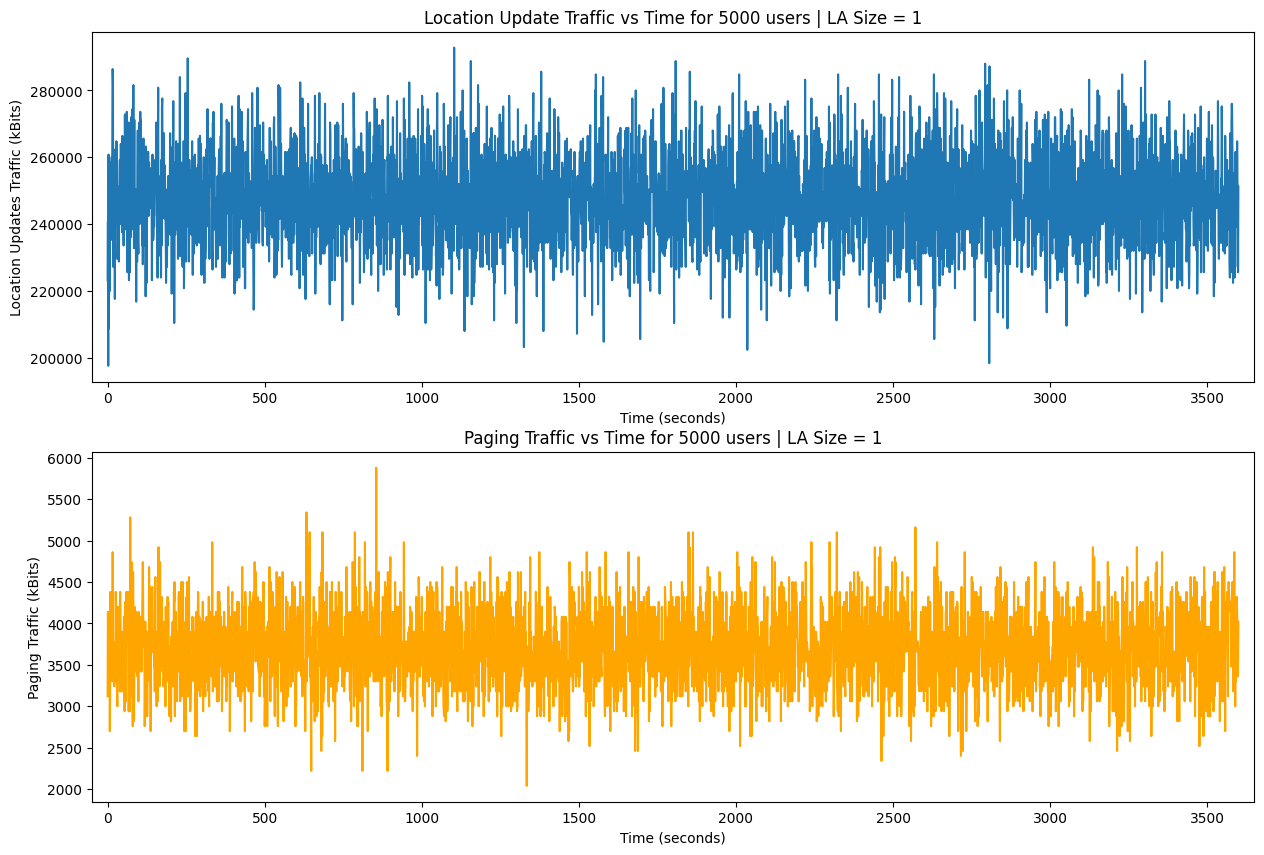 Location Update Traffic vs Time for 5000 users | LA Size = 1
Location Updates Traffic (kBits)
280000
260000
240000
220000
200000
0 500 1000 1500 2000 2500 3000 3500
Time (seconds)
Paging Traffic vs Time for 5000 users | LA Size = 1
Paging Traffic (kBits)
6000
5500
5000
4500
4000
3500
3000
2500
2000
0 500 1000 1500 2000 2500 3000 3500
Time (seconds)